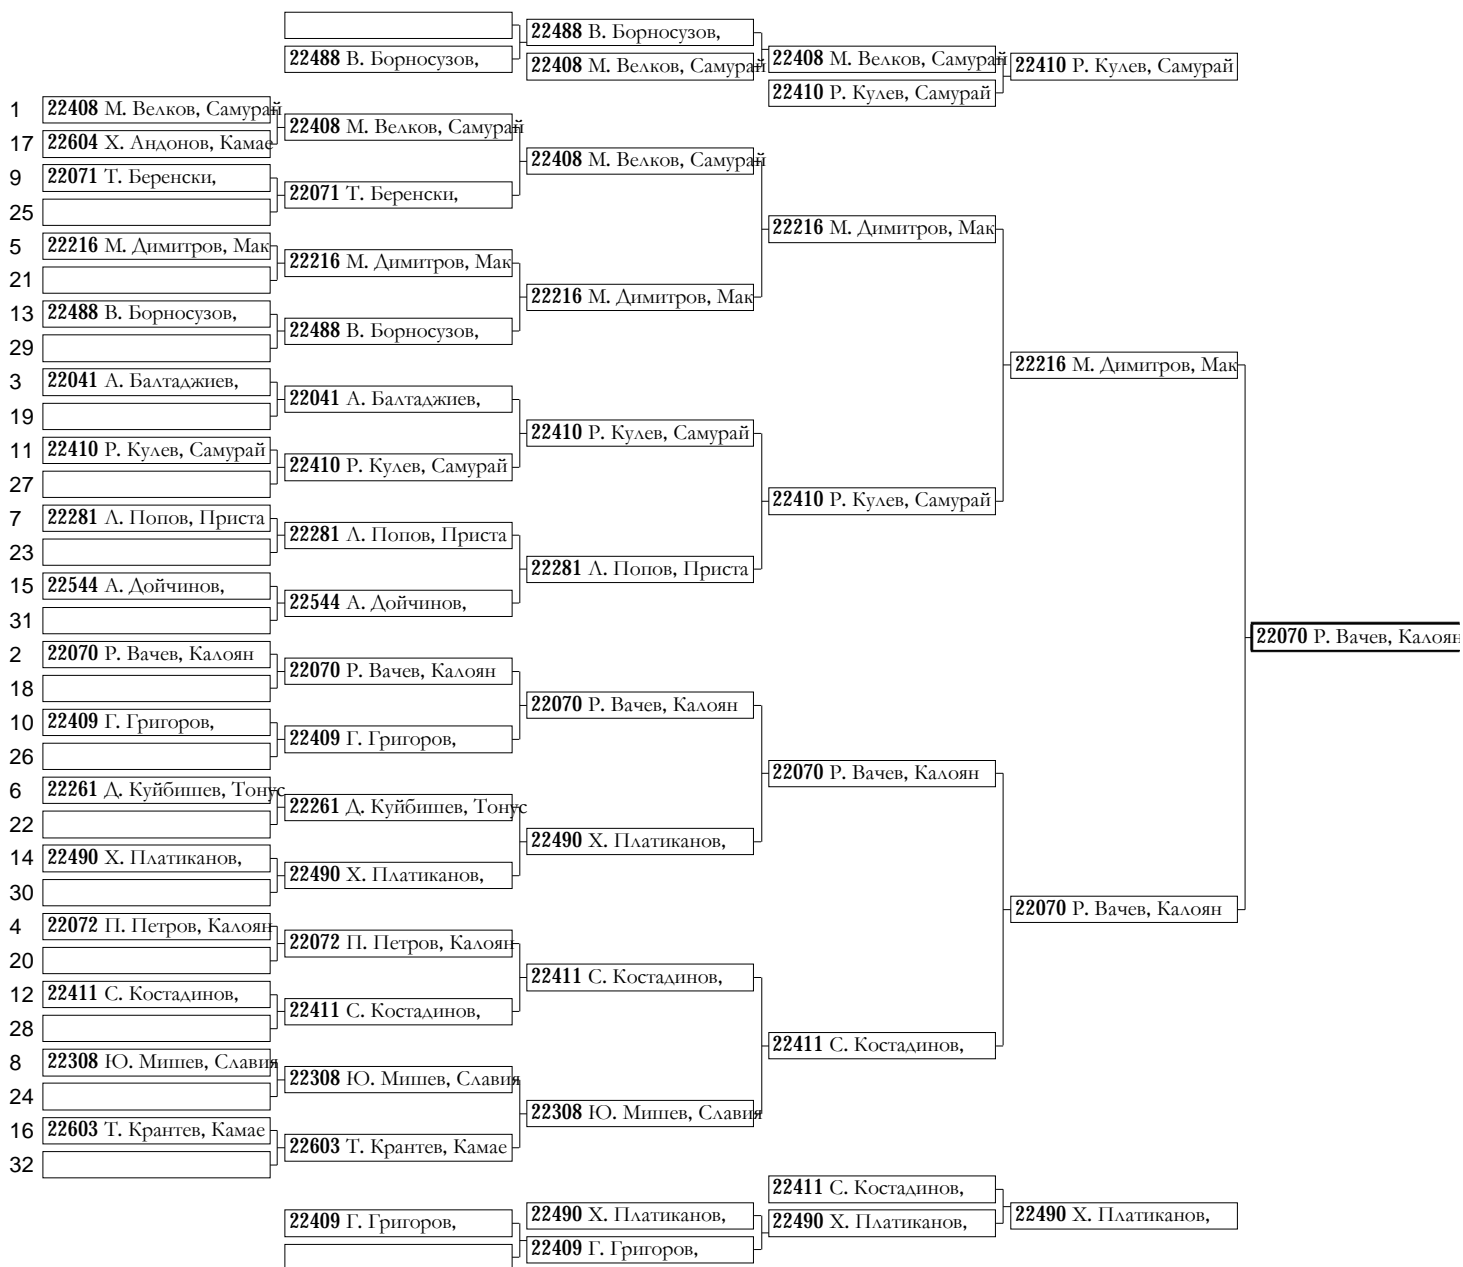 22488 В. Борносузов,
22488 В. Борносузов,
22408 М. Велков, Самурай
22408 М. Велков, Самурай
22410 Р. Кулев, Самурай
22410 Р. Кулев, Самурай
1 22408 М. Велков, Самурай
17 22604 Х. Андонов, Камае
9 22071 Т. Беренски,
25
5 22216 М. Димитров, Мак
21
13 22488 В. Борносузов,
29
3 22041 А. Балтаджиев,
19
11 22410 Р. Кулев, Самурай
27
7 22281 Л. Попов, Приста
23
15 22544 А. Дойчинов,
31
2 22070 Р. Вачев, Калоян
18
10 22409 Г. Григоров,
26
6 22261 Д. Куйбишев, Тонус
22
14 22490 Х. Платиканов,
30
4 22072 П. Петров, Калоян
20
12 22411 С. Костадинов,
28
8 22308 Ю. Мишев, Славия
24
16 22603 Т. Крантев, Камае
32
22408 М. Велков, Самурай
22071 Т. Беренски,
22216 М. Димитров, Мак
22488 В. Борносузов,
22041 А. Балтаджиев,
22410 Р. Кулев, Самурай
22281 Л. Попов, Приста
22544 А. Дойчинов,
22070 Р. Вачев, Калоян
22409 Г. Григоров,
22261 Д. Куйбишев, Тонус
22490 Х. Платиканов,
22072 П. Петров, Калоян
22411 С. Костадинов,
22308 Ю. Мишев, Славия
22603 Т. Крантев, Камае
22408 М. Велков, Самурай
22216 М. Димитров, Мак
22410 Р. Кулев, Самурай
22281 Л. Попов, Приста
22070 Р. Вачев, Калоян
22490 Х. Платиканов,
22411 С. Костадинов,
22308 Ю. Мишев, Славия
22216 М. Димитров, Мак
22410 Р. Кулев, Самурай
22070 Р. Вачев, Калоян
22411 С. Костадинов,
22216 М. Димитров, Мак
22070 Р. Вачев, Калоян
22070 Р. Вачев, Калоян
22409 Г. Григоров,
22490 Х. Платиканов,
22409 Г. Григоров,
22411 С. Костадинов,
22490 Х. Платиканов,
22490 Х. Платиканов,